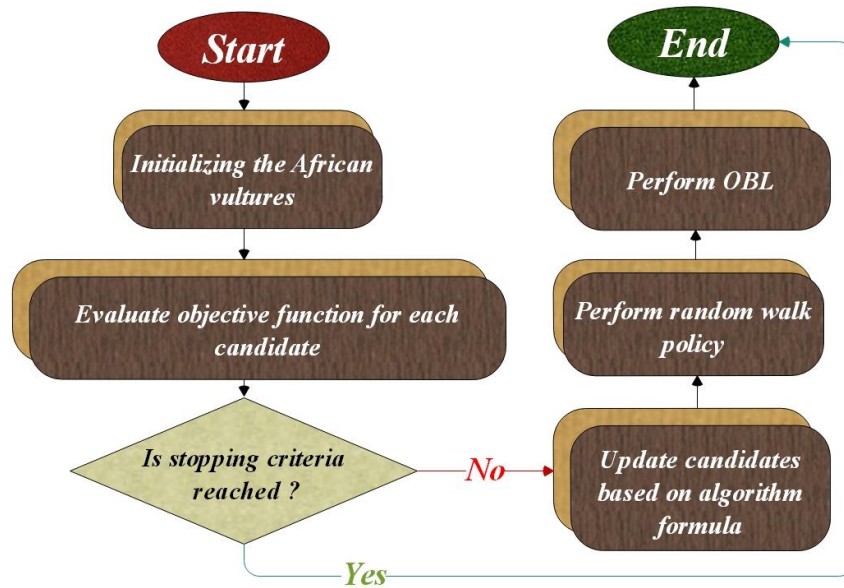 Start
Initializing the African
vultures
Evaluate objective function for each
candidate
Is stopping criteria
reached ?
No
Yes
Update candidates
based on algorithm
formula
Perform random walk
policy
Perform OBL
End